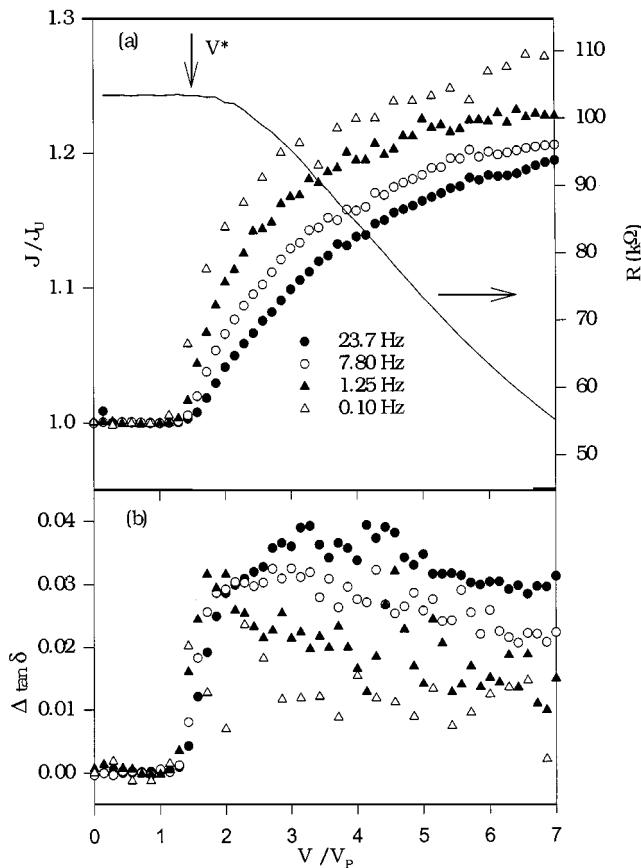 1.3
(a)
V*
110
1.2
100
90
J/J_U
R (kΩ)
80
1.1
70
23.7 Hz
7.80 Hz
60
1.25 Hz
0.10 Hz
1.0
50
0.04
(b)
0.03
Δ tan δ
0.02
0.01
0.00
0 1 2 3 4 5 6 7
V/V_P